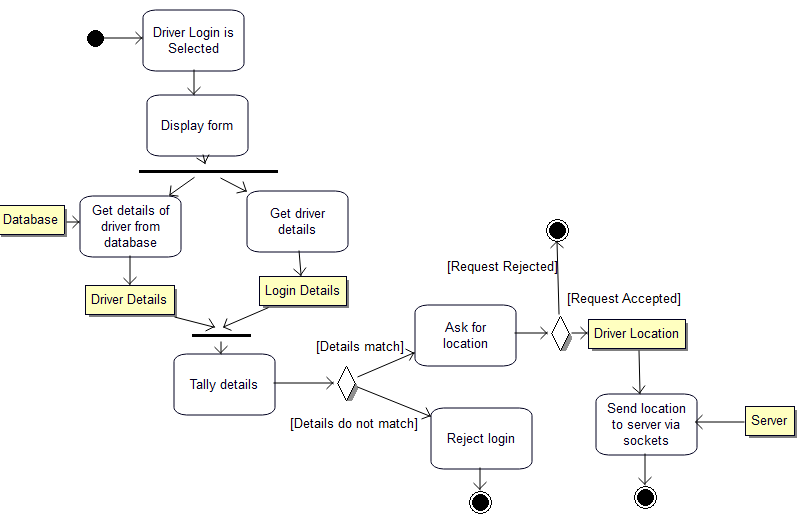 Driver Login is
Selected
Display form
Database
Get details of
driver from
database
Get driver
details
Driver Details
Login Details
Tally details
[Details match]
[Details do not match]
Ask for
location
Reject login
[Request Rejected]
[Request Accepted]
Driver Location
Send location
to server via
sockets
Server